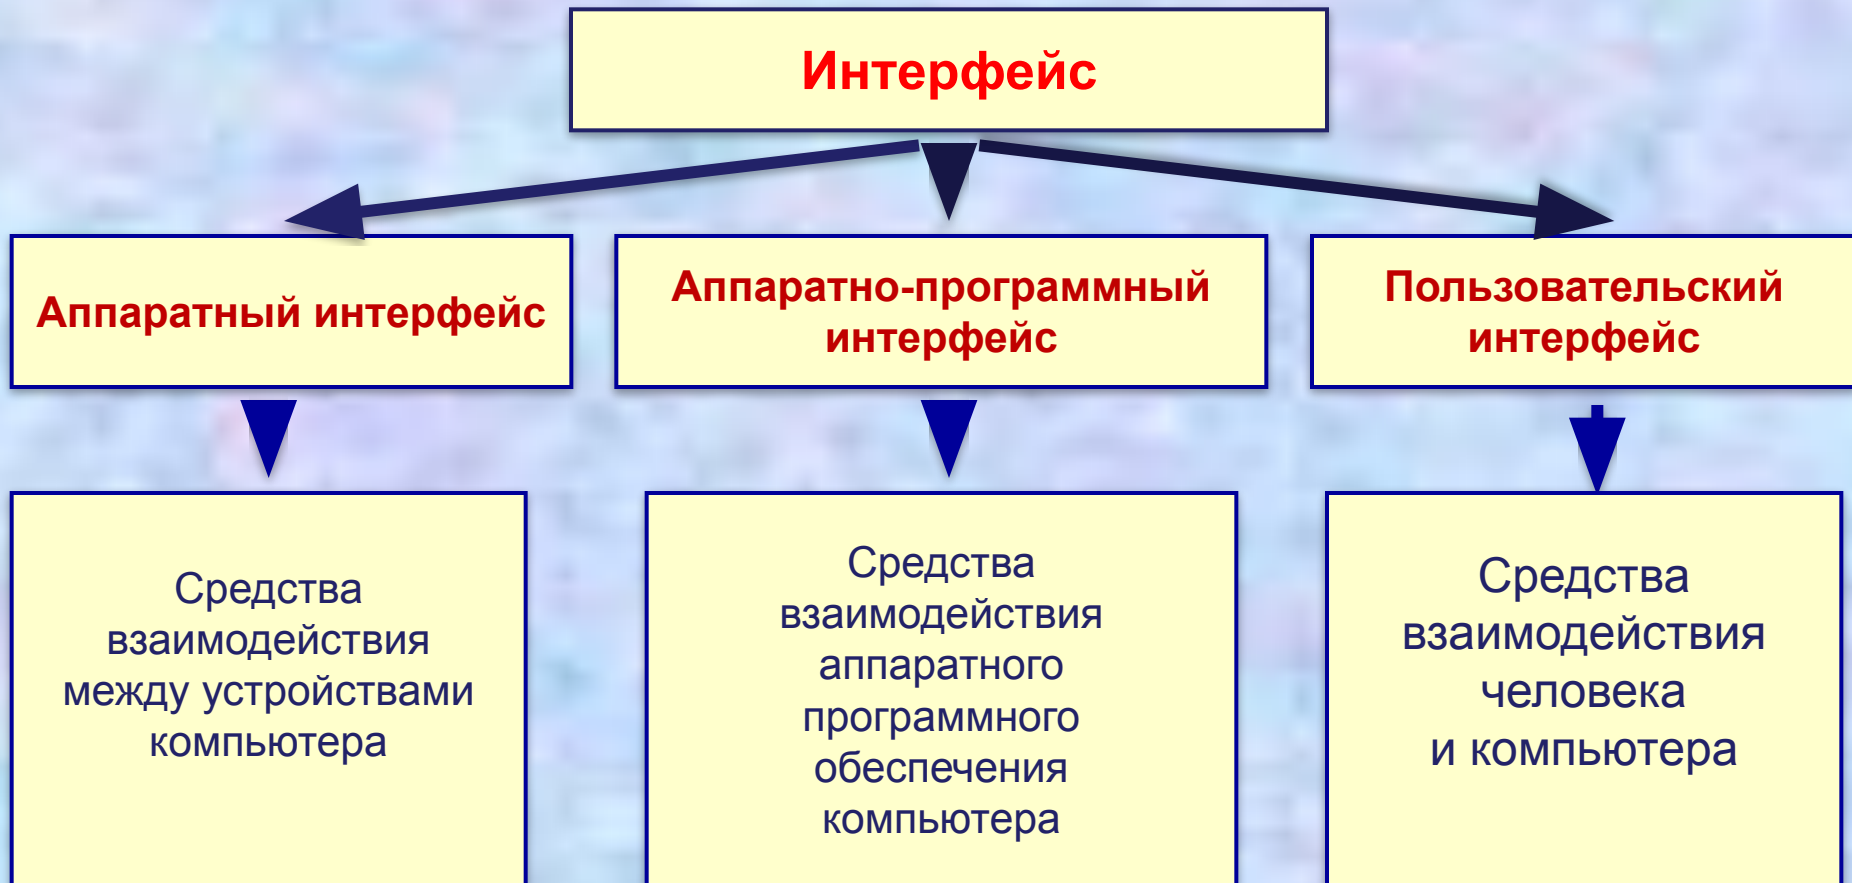 Интерфейс
Аппаратный интерфейс
Аппаратно-программный
интерфейс
Пользовательский
интерфейс
Средства
взаимодействия
между устройствами
компьютера
Средства
взаимодействия
аппаратного
программного
обеспечения
компьютера
Средства
взаимодействия
человека
и компьютера